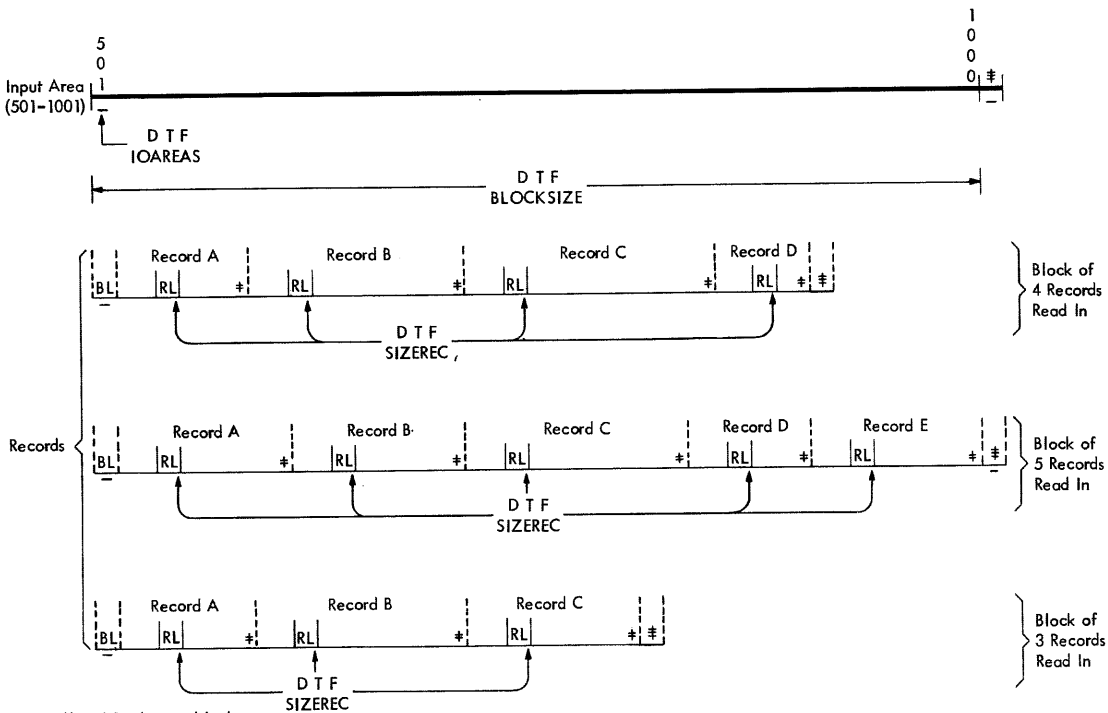 5
0
1
1
0
0
0
ǂ
Input Area
(501-1001)
D T F
IOAREAS
D T F
BLOCKSIZE
Records
Record A Record B Record C Record D
BL RL ǂ RL ǂ RL ǂ RL ǂ ǂ
D T F
SIZEREC ,
Block of
4 Records
Read In
Record A Record B Record C Record D Record E
BL RL ǂ RL ǂ RL ǂ RL ǂ RL ǂ ǂ
D T F
SIZEREC
Block of
5 Records
Read In
Record A Record B Record C
BL RL ǂ RL ǂ RL ǂ ǂ
D T F
SIZEREC
Block of
3 Records
Read In